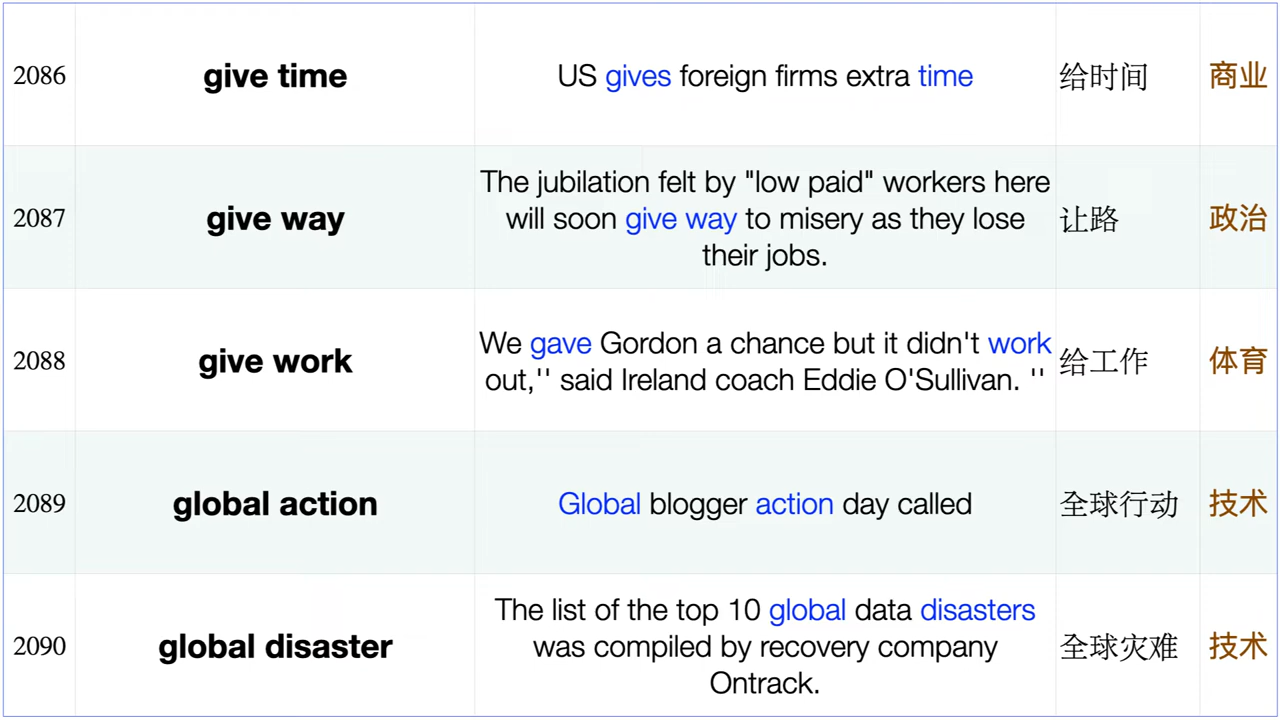 2086 give time US gives foreign firms extra time 给时间 商业
The jubilation felt by "low paid" workers here
2087 give way will soon give way to misery as they lose 让路 政治
their jobs.
We gave Gordon a chance but it didn't work
2088 give work 给工作 体育
out,'' said Ireland coach Eddie O'Sullivan. ''
2089 global action Global blogger action day called 全球行动 技术
The list of the top 10 global data disasters
2090 global disaster was compiled by recovery company 全球灾难 技术
Ontrack.